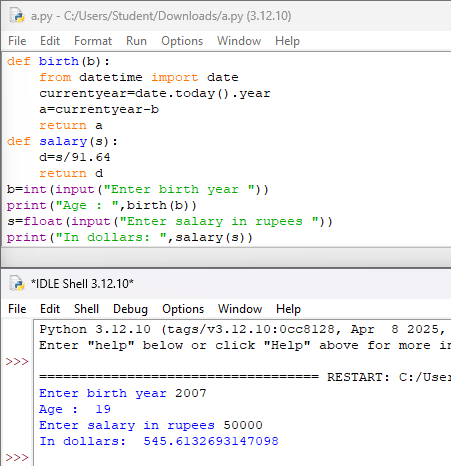 a.py - C:/Users/Student/Downloads/a.py (3.12.10)
File Edit Format Run Options Window Help
def birth(b):
    from datetime import date
    currentyear=date.today().year
    a=currentyear-b
    return a
def salary(s):
    d=s/91.64
    return d
b=int(input("Enter birth year "))
print("Age : ",birth(b))
s=float(input("Enter salary in rupees "))
print("In dollars: ",salary(s))
*IDLE Shell 3.12.10*
File Edit Shell Debug Options Window Help
Python 3.12.10 (tags/v3.12.10:0cc8128, Apr  8 2025,
Enter "help" below or click "Help" above for more in
>>>
=================================== RESTART: C:/User
Enter birth year 2007
Age :  19
Enter salary in rupees 50000
In dollars:  545.6132693147098
>>>